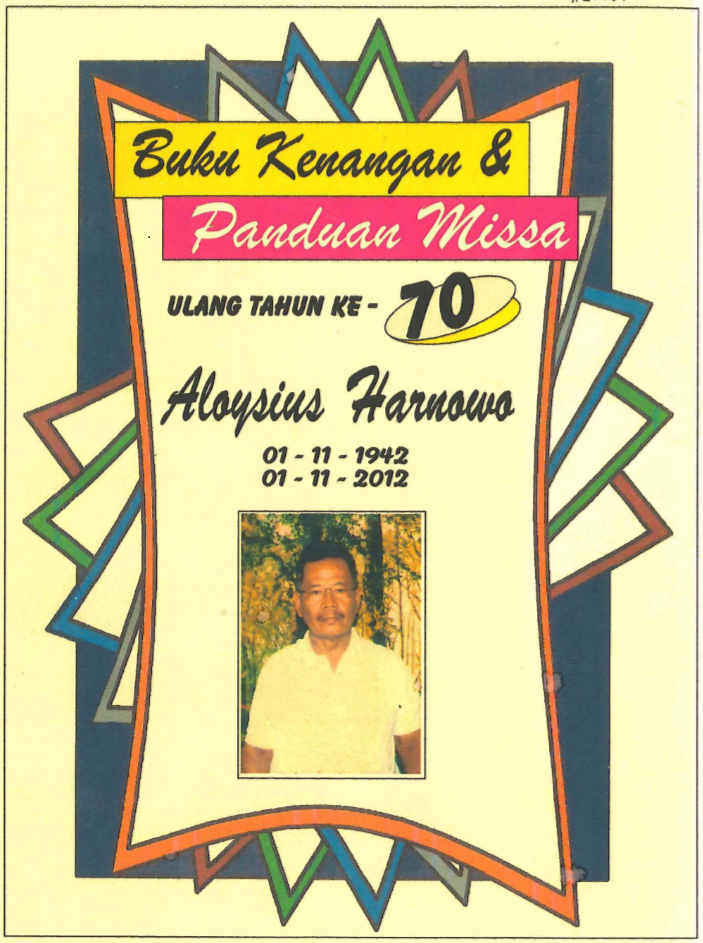 Buku Kenangan &
Panduan Missa
ULANG TAHUN KE - 70
Aloysius Harnowo
01 - 11 - 1942
01 - 11 - 2012